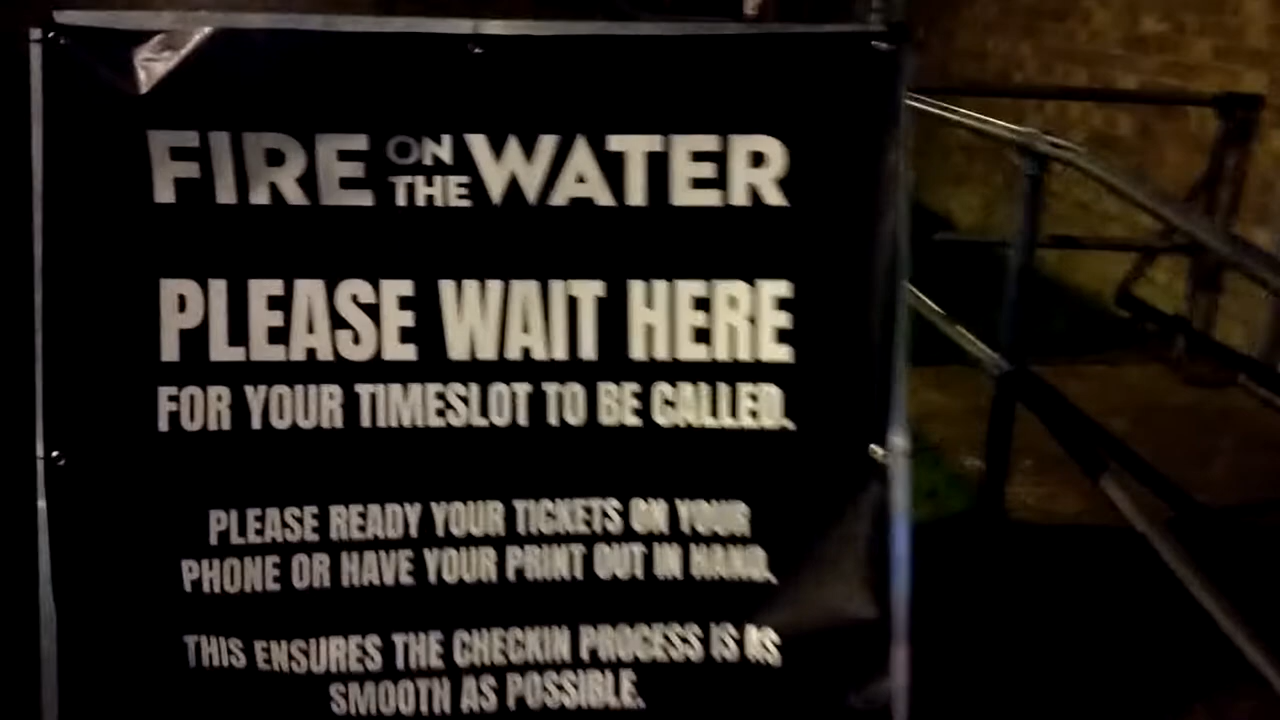 FIRE ON THE WATER
PLEASE WAIT HERE
FOR YOUR TIMESLOT TO BE CALLED.
PLEASE READY YOUR TICKETS ON YOUR
PHONE OR HAVE YOUR PRINT OUT IN HAND.
THIS ENSURES THE CHECKIN PROCESS IS AS
SMOOTH AS POSSIBLE.